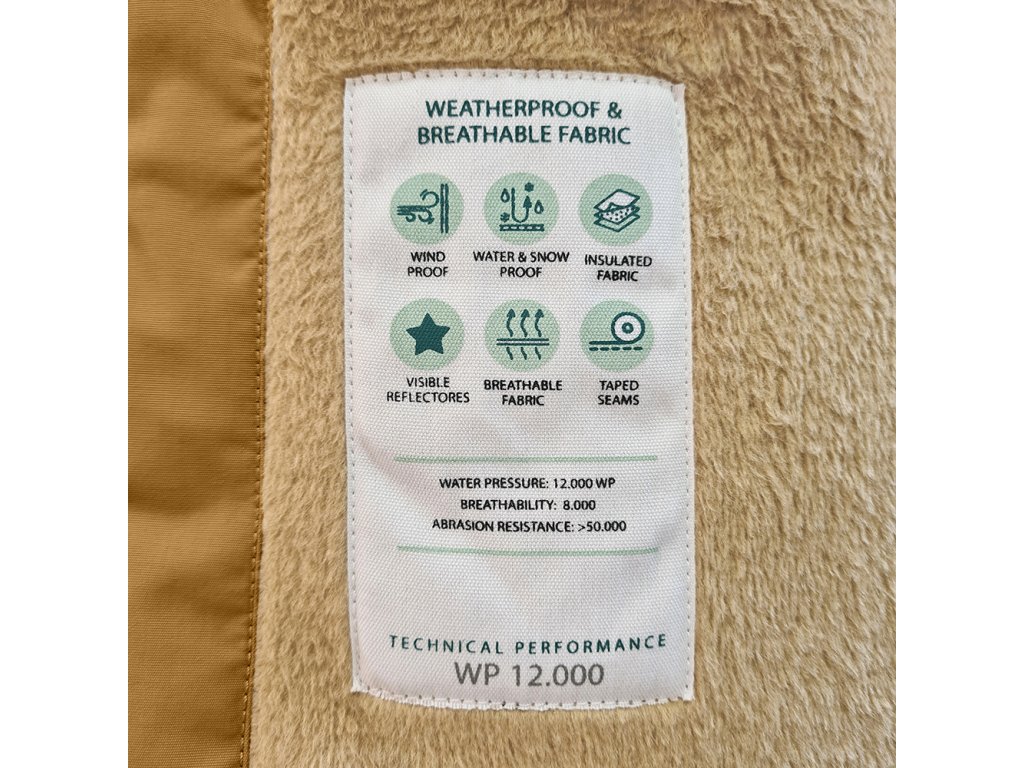 WEATHERPROOF &
BREATHABLE FABRIC
WIND
PROOF
WATER & SNOW
PROOF
INSULATED
FABRIC
VISIBLE
REFLECTORES
BREATHABLE
FABRIC
TAPED
SEAMS
WATER PRESSURE: 12.000 WP
BREATHABILITY: 8.000
ABRASION RESISTANCE: >50.000
TECHNICAL PERFORMANCE
WP 12.000